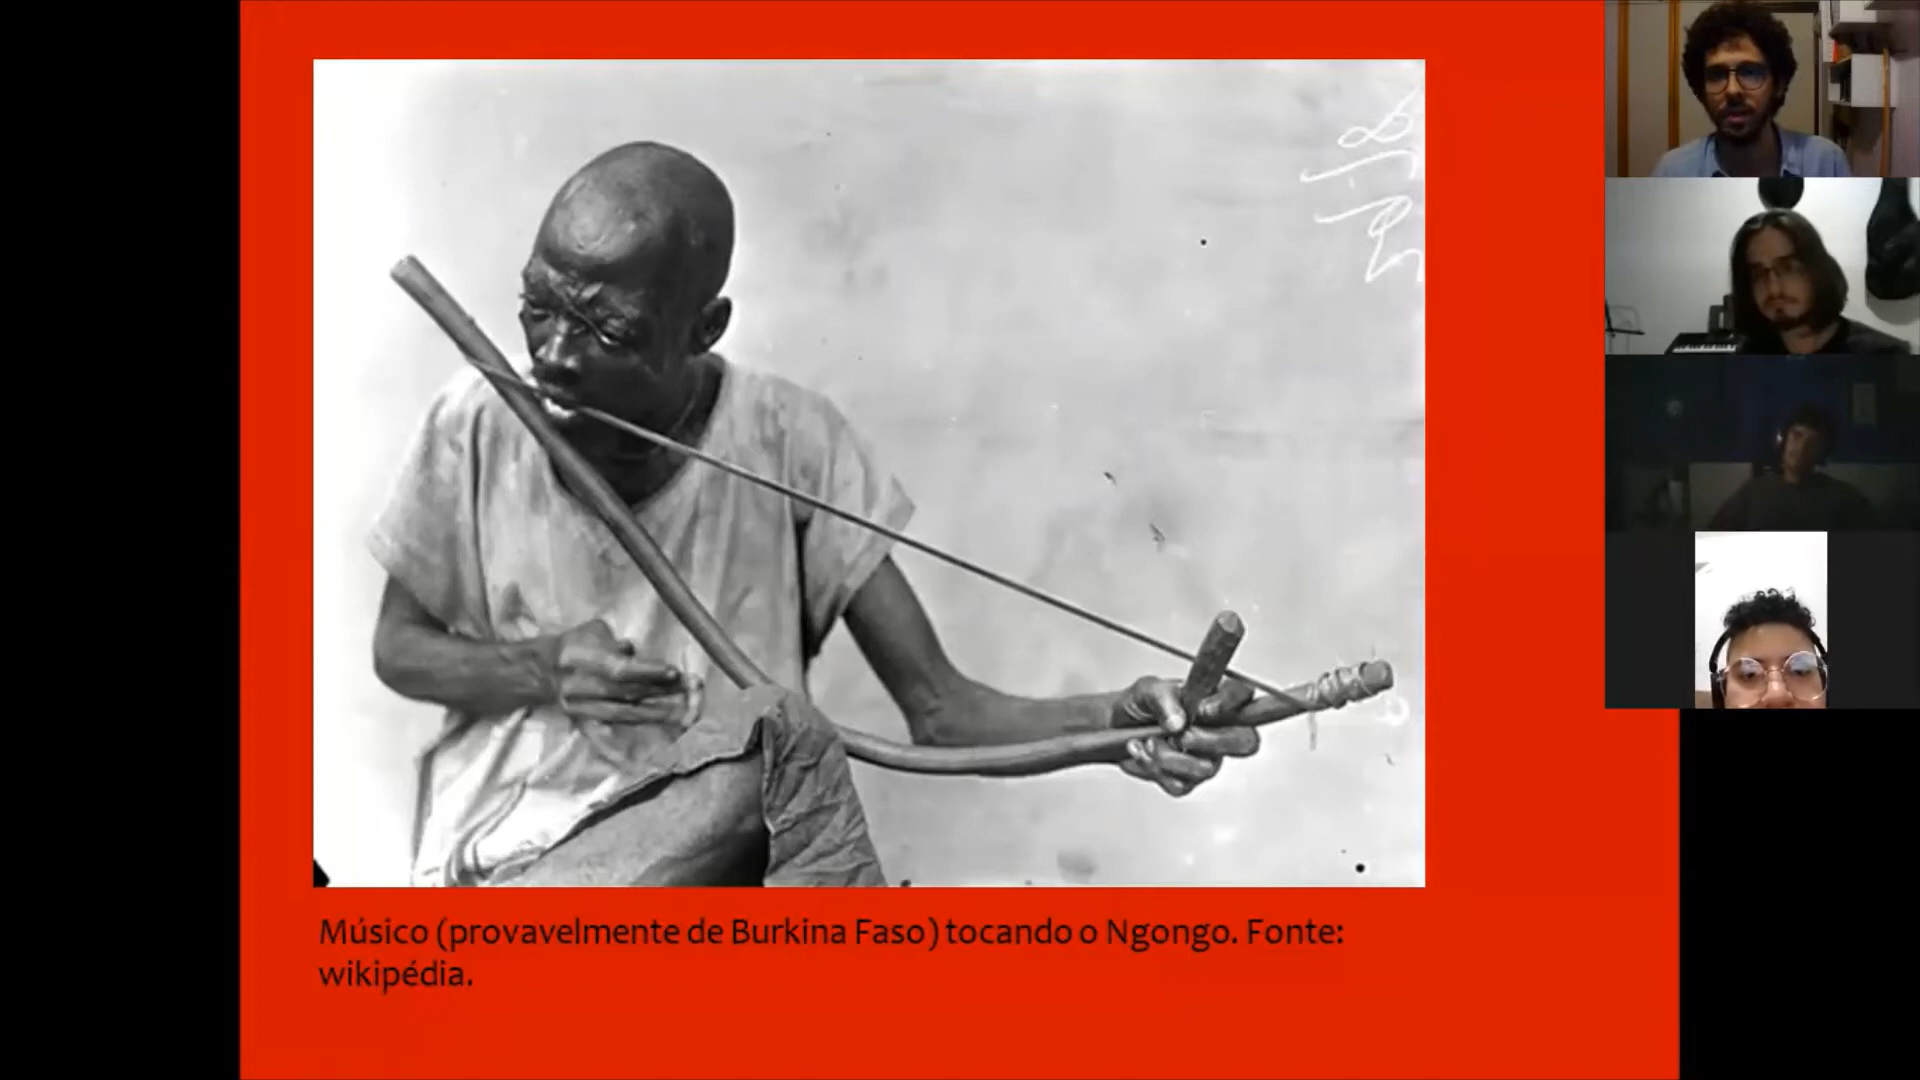 Músico (provavelmente de Burkina Faso) tocando o Ngongo. Fonte:
wikipédia.